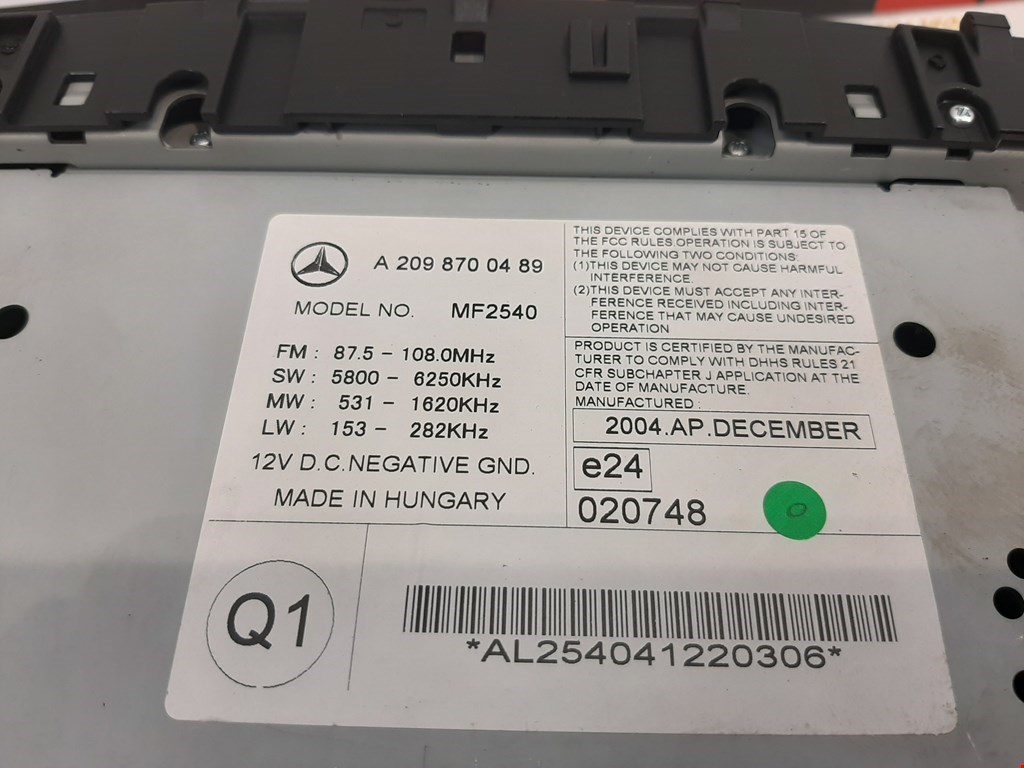 A 209 870 04 89
MODEL NO. MF2540
FM : 87.5 - 108.0MHz
SW : 5800 - 6250KHz
MW : 531 - 1620KHz
LW : 153 - 282KHz
12V D.C.NEGATIVE GND.
MADE IN HUNGARY
THIS DEVICE COMPLIES WITH PART 15 OF
THE FCC RULES OPERATION IS SUBJECT TO
THE FOLLOWING TWO CONDITIONS:
(1)THIS DEVICE MAY NOT CAUSE HARMFUL
INTERFERENCE.
(2)THIS DEVICE MUST ACCEPT ANY INTER-
FERENCE RECEIVED INCLUDING INTER-
FERENCE THAT MAY CAUSE UNDESIRED
OPERATION
PRODUCT IS CERTIFIED BY THE MANUFAC-
TURER TO COMPLY WITH DHHS RULES 21
CFR SUBCHAPTER J APPLICATION AT THE
DATE OF MANUFACTURE.
MANUFACTURED :
2004.AP.DECEMBER
e24
020748
Q1
*AL254041220306*